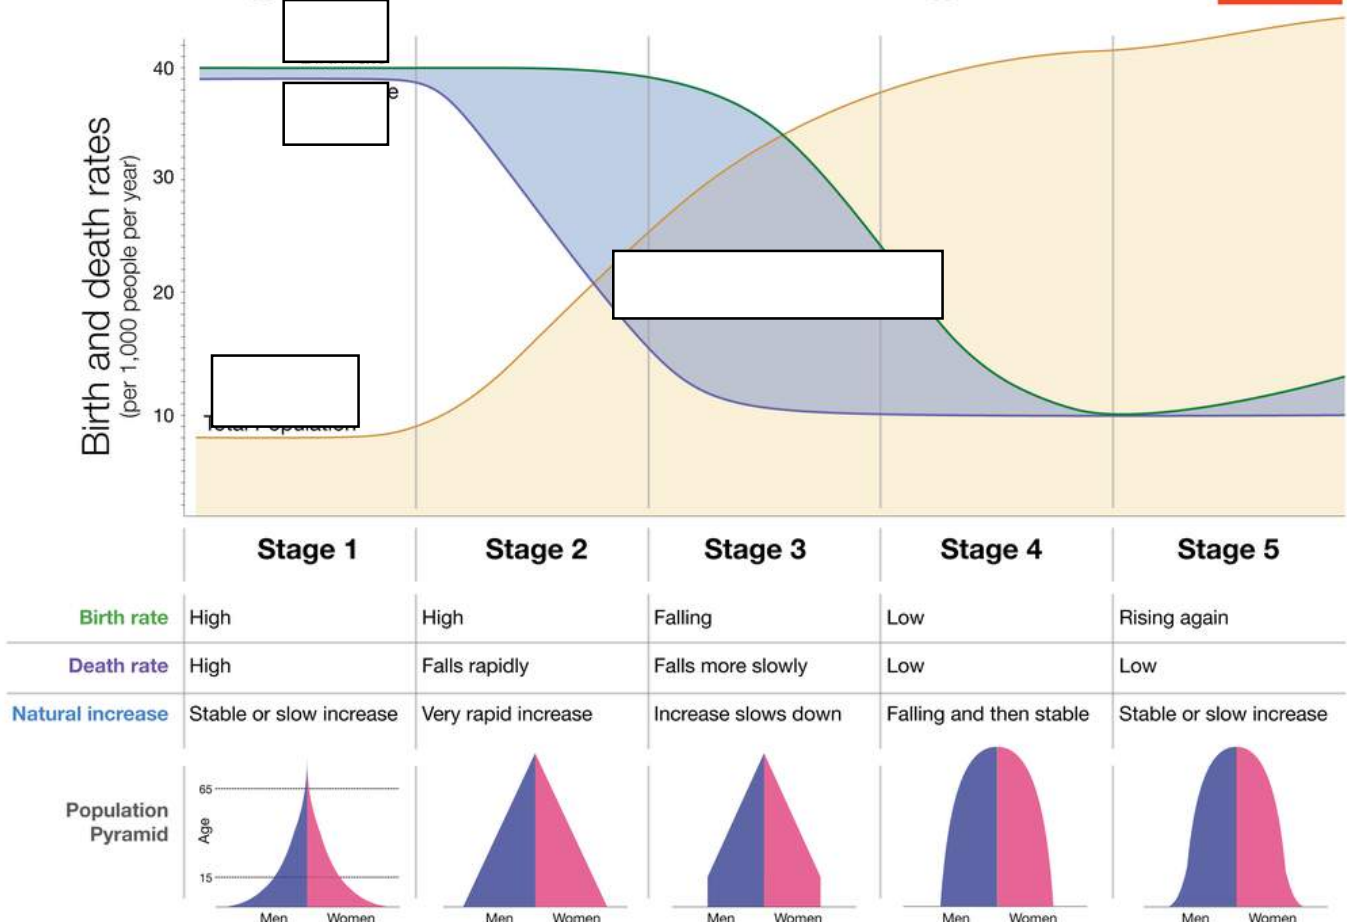 40
e
30
20
10
Birth and death rates
(per 1,000 people per year)
Total Population
Stage 1 Stage 2 Stage 3 Stage 4 Stage 5
Birth rate High High Falling Low Rising again
Death rate High Falls rapidly Falls more slowly Low Low
Natural increase Stable or slow increase Very rapid increase Increase slows down Falling and then stable Stable or slow increase
Population
Pyramid
65
Age
15
Men Women Men Women Men Women Men Women Men Women